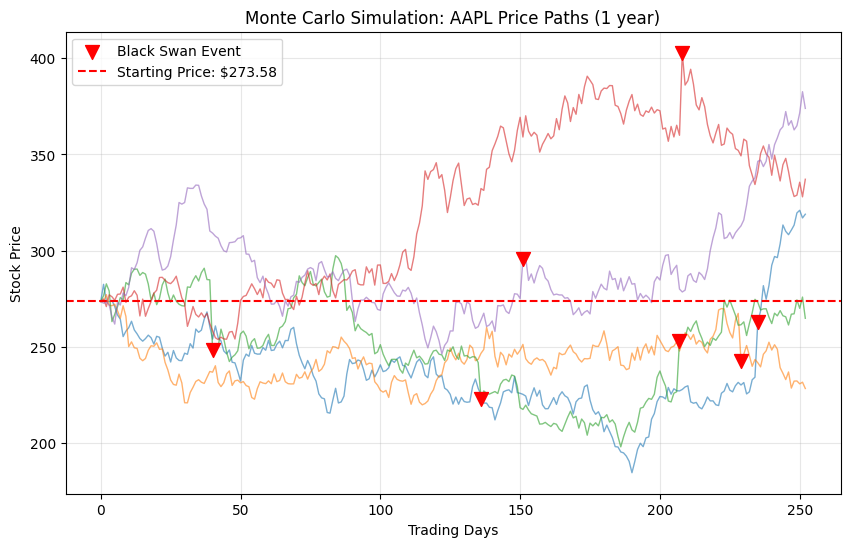 Monte Carlo Simulation: AAPL Price Paths (1 year)
Black Swan Event
Starting Price: $273.58
Stock Price
400
350
300
250
200
0
50
100
150
200
250
Trading Days